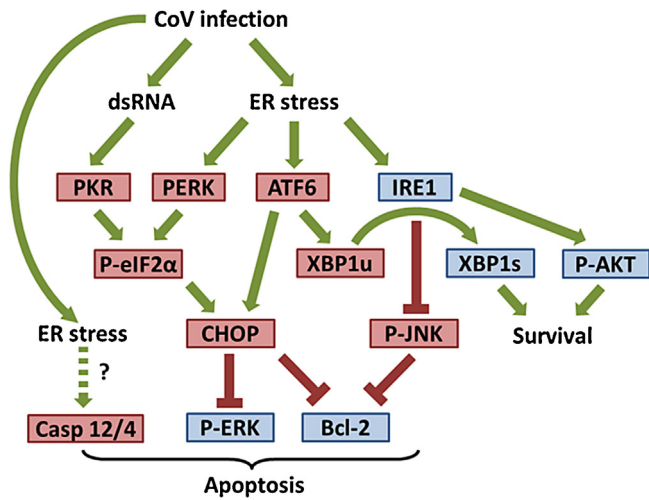 CoV infection
dsRNA
ER stress
PKR
PERK
ATF6
IRE1
P-eIF2α
XBP1u
XBP1s
P-AKT
ER stress
CHOP
P-JNK
Survival
?
Casp 12/4
P-ERK
Bcl-2
Apoptosis